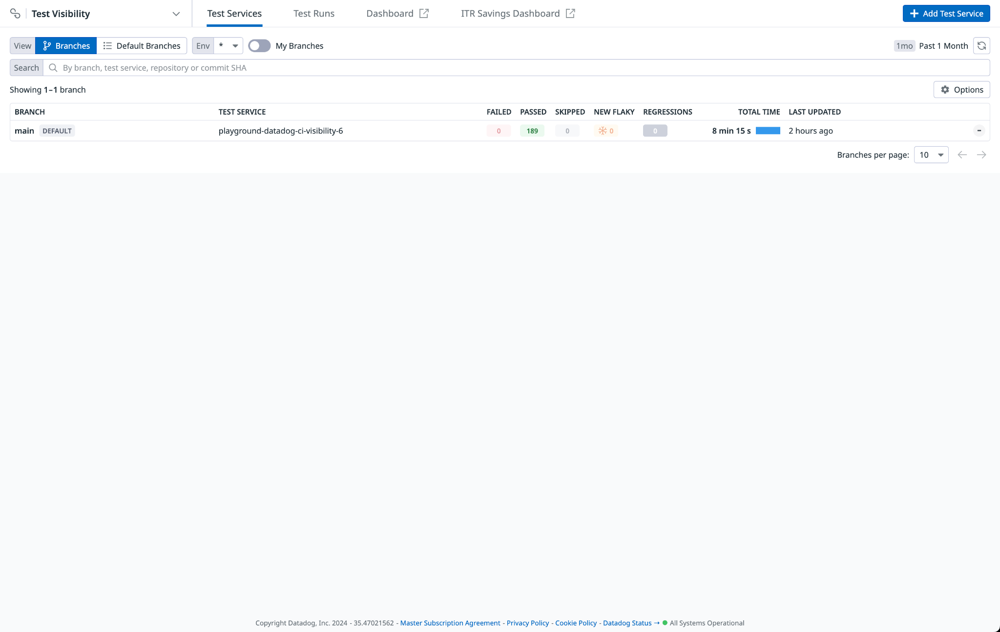 Test Visibility
Test Services Test Runs Dashboard ITR Savings Dashboard + Add Test Service
View Branches Default Branches Env * My Branches 1mo Past 1 Month
Search By branch, test service, repository or commit SHA
Showing 1–1 branch Options
BRANCH TEST SERVICE FAILED PASSED SKIPPED NEW FLAKY REGRESSIONS TOTAL TIME LAST UPDATED
main DEFAULT playground-datadog-ci-visibility-6 0 189 0 0 0 8 min 15 s 2 hours ago -
Branches per page: 10 ← →
Copyright Datadog, Inc. 2024 - 35.47021562 - Master Subscription Agreement - Privacy Policy - Cookie Policy - Datadog Status → All Systems Operational